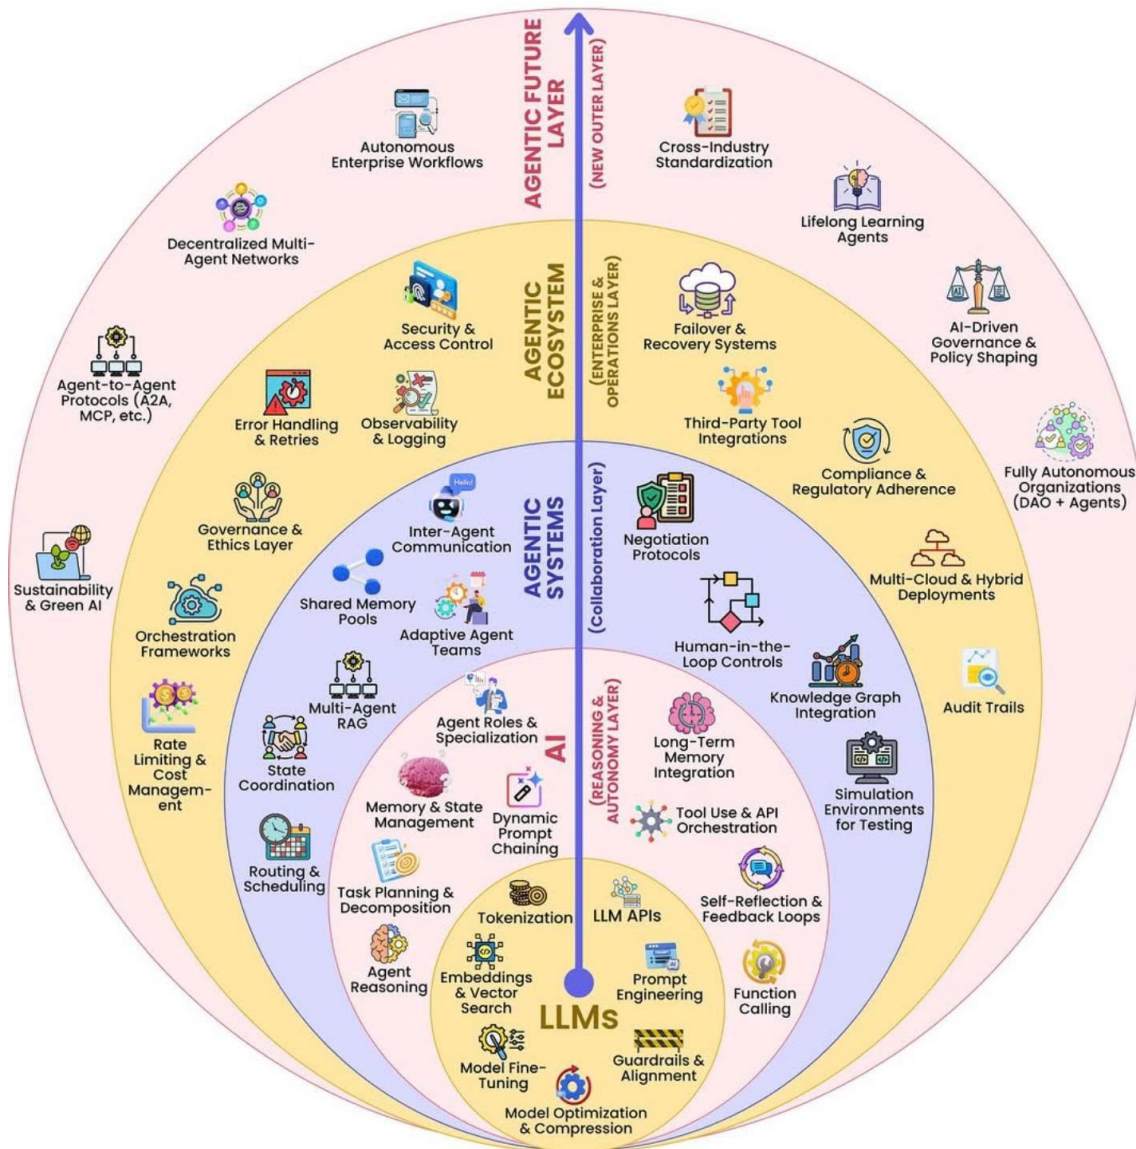 AGENTIC FUTURE
LAYER
(NEW OUTER LAYER)
Autonomous
Enterprise Workflows
Cross-Industry
Standardization
Decentralized Multi-
Agent Networks
Lifelong Learning
Agents
Agent-to-Agent
Protocols (A2A,
MCP, etc.)
AI-Driven
Governance &
Policy Shaping
Sustainability
& Green AI
Fully Autonomous
Organizations
(DAO + Agents)
AGENTIC
ECOSYSTEM
(ENTERPRISE &
OPERATIONS LAYER)
Security &
Access Control
Failover &
Recovery Systems
Error Handling
& Retries
Observability
& Logging
Third-Party Tool
Integrations
Governance &
Ethics Layer
Compliance &
Regulatory Adherence
Orchestration
Frameworks
Multi-Cloud & Hybrid
Deployments
Rate
Limiting & Cost
Managem-
ent
Audit Trails
AGENTIC
SYSTEMS
(Collaboration Layer)
Hello!
Inter-Agent
Communication
Negotiation
Protocols
Shared Memory
Pools
Adaptive Agent
Teams
Human-in-the-
Loop Controls
Multi-Agent
RAG
Knowledge Graph
Integration
State
Coordination
Simulation
Environments
for Testing
Routing &
Scheduling
AI
(REASONING &
AUTONOMY LAYER)
Agent Roles &
Specialization
Long-Term
Memory
Integration
Memory & State
Management
Dynamic
Prompt
Chaining
Tool Use & API
Orchestration
Task Planning &
Decomposition
Self-Reflection &
Feedback Loops
Agent
Reasoning
Function
Calling
Tokenization
LLM APIs
Embeddings
& Vector
Search
Prompt
Engineering
AI
LLMs
Model Fine-
Tuning
Guardrails &
Alignment
Model Optimization
& Compression